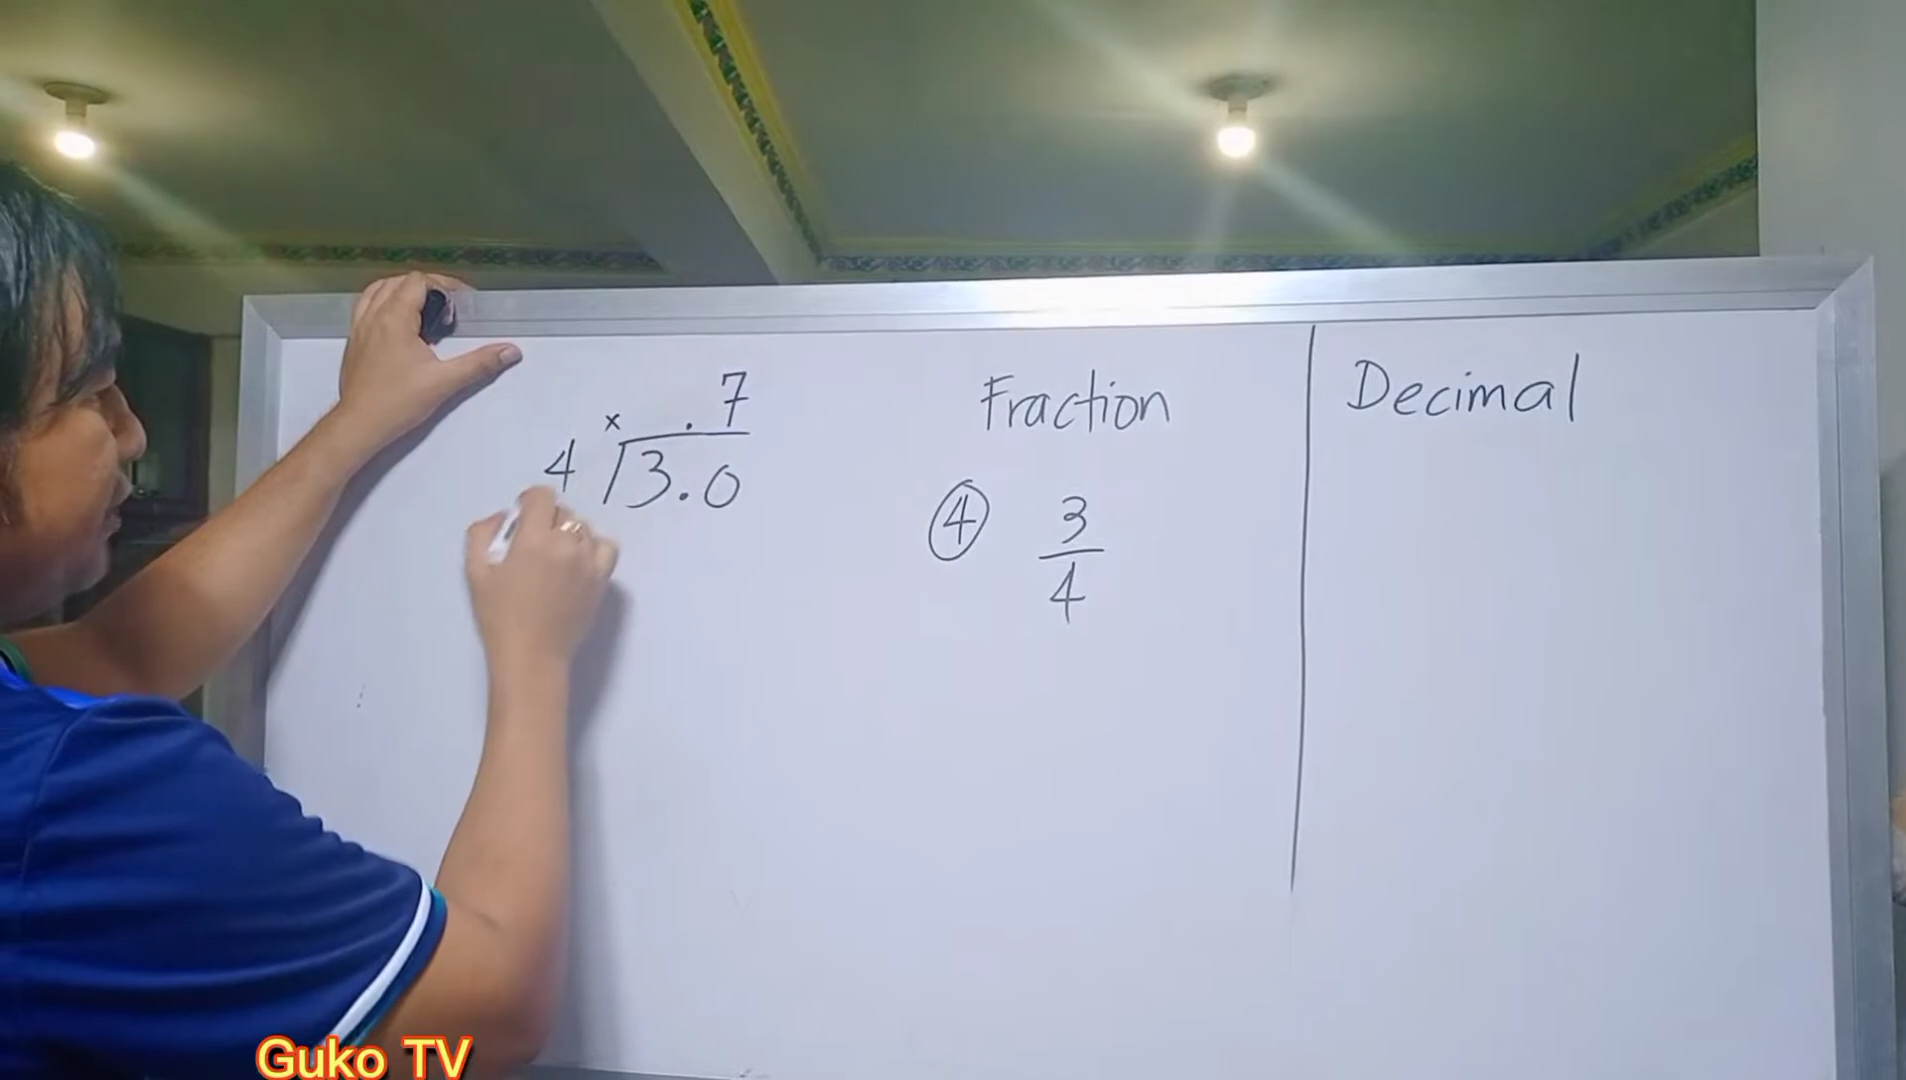 x .7
4 3.0
Fraction
Decimal
④ 3
4
Guko TV